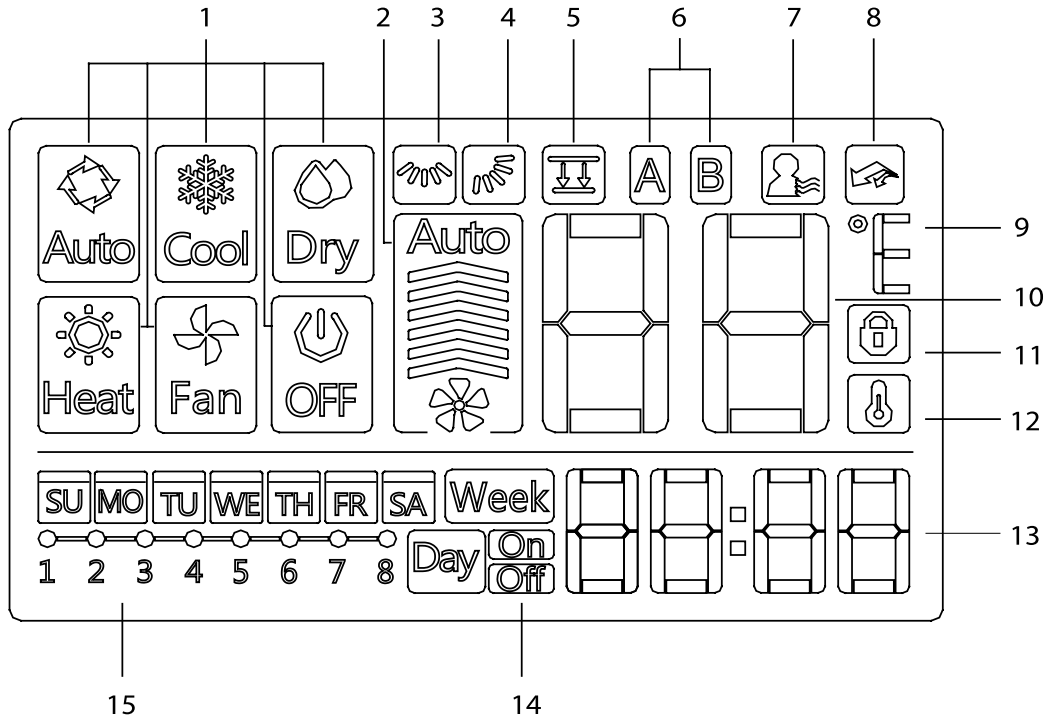 1 2 3 4 5 6 7 8
A B
Auto Cool Dry Auto
9
10
Heat Fan OFF
11
12
SU MO TU WE TH FR SA Week
On
13
Day
1 2 3 4 5 6 7 8
Off
15 14